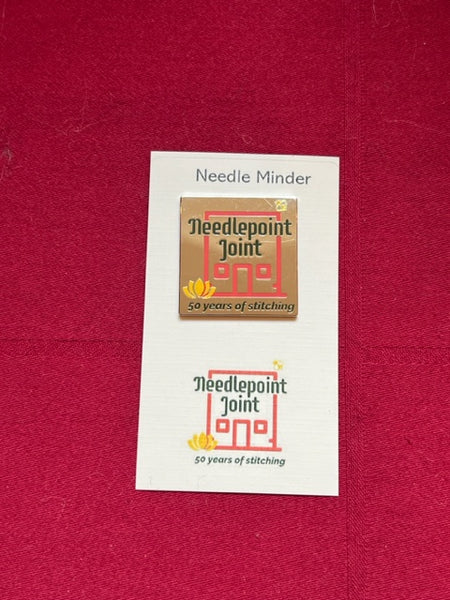 Needle Minder
Needlepoint
Joint
50 years of stitching
Needlepoint
Joint
50 years of stitching